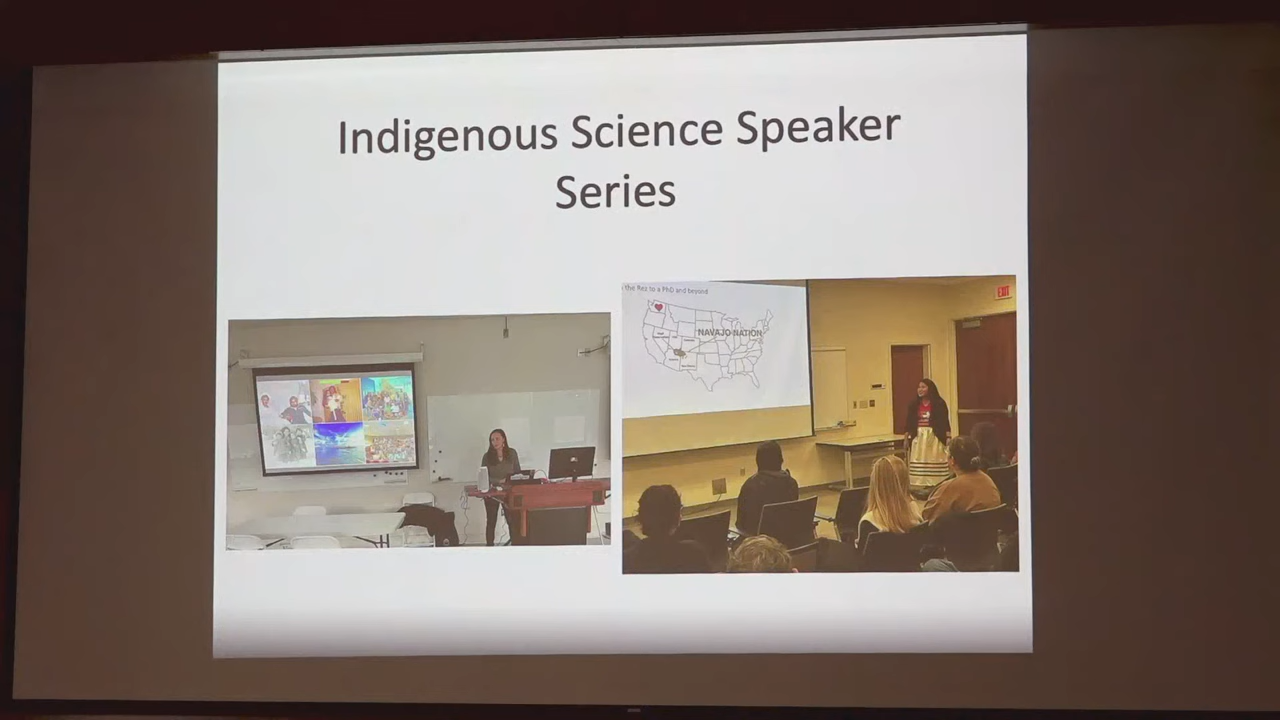 Indigenous Science Speaker
Series
the Rez to a PhD and beyond
NAVAJO NATION
EXIT